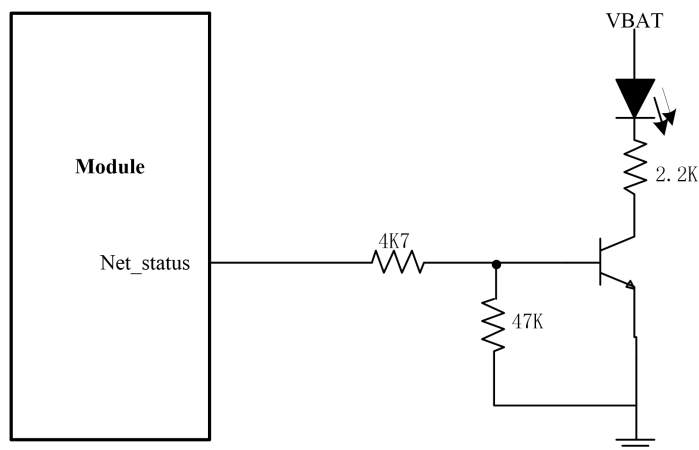 VBAT
2.2K
Module
4K7
Net_status
47K